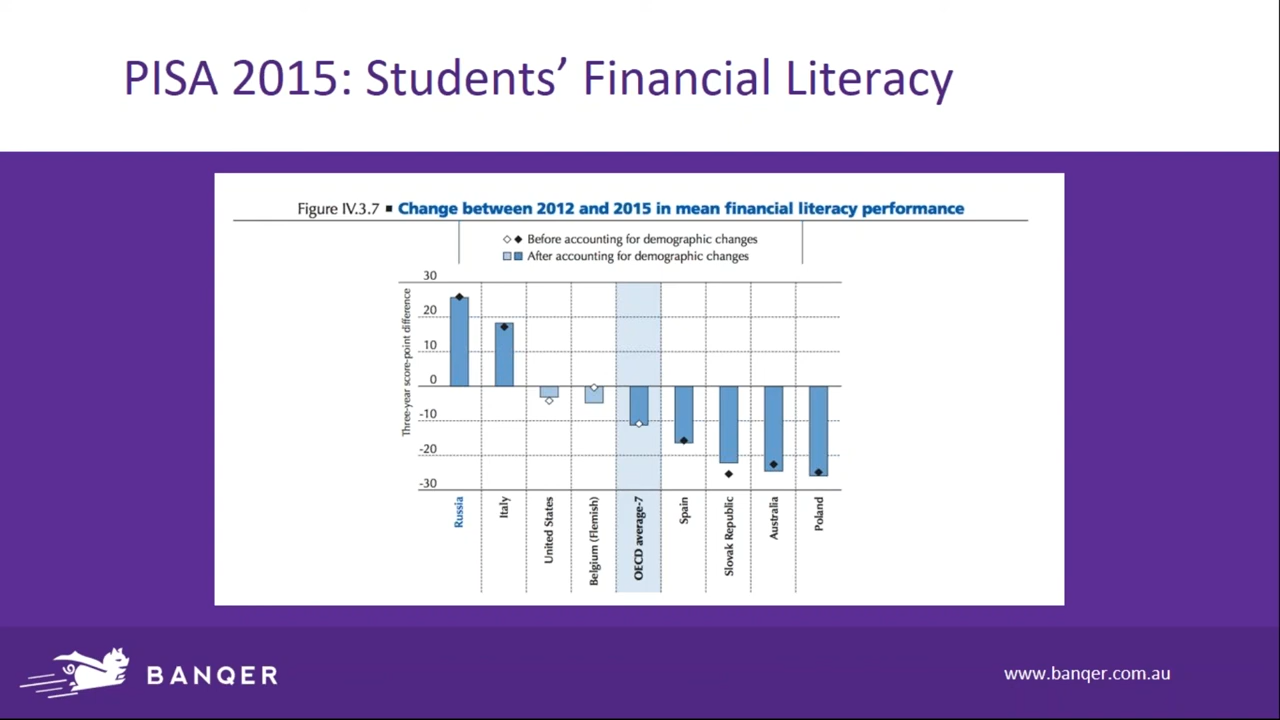 PISA 2015: Students’ Financial Literacy
Figure IV.3.7 ■ Change between 2012 and 2015 in mean financial literacy performance
Before accounting for demographic changes
After accounting for demographic changes
Three-year score-point difference
30
20
10
0
-10
-20
-30
Russia
Italy
United States
Belgium (Flemish)
OECD average-7
Spain
Slovak Republic
Australia
Poland
BANQER
www.banqer.com.au